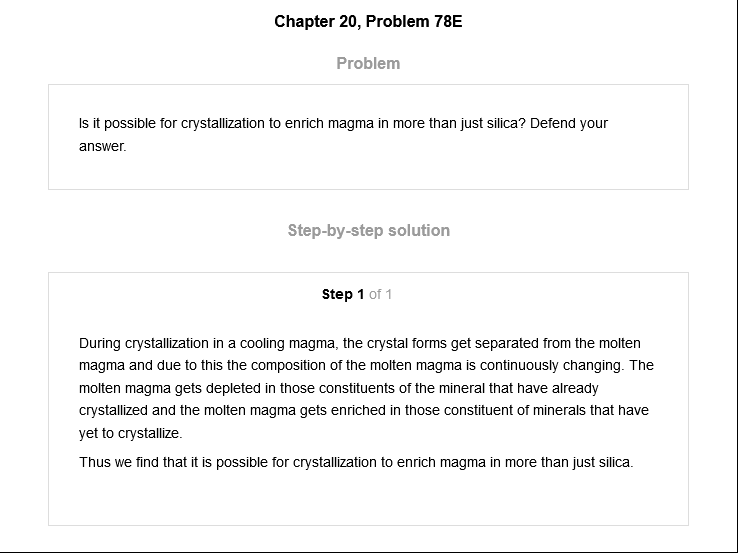 Chapter 20, Problem 78E
Problem
Is it possible for crystallization to enrich magma in more than just silica? Defend your
answer.
Step-by-step solution
Step 1 of 1
During crystallization in a cooling magma, the crystal forms get separated from the molten
magma and due to this the composition of the molten magma is continuously changing. The
molten magma gets depleted in those constituents of the mineral that have already
crystallized and the molten magma gets enriched in those constituent of minerals that have
yet to crystallize.
Thus we find that it is possible for crystallization to enrich magma in more than just silica.